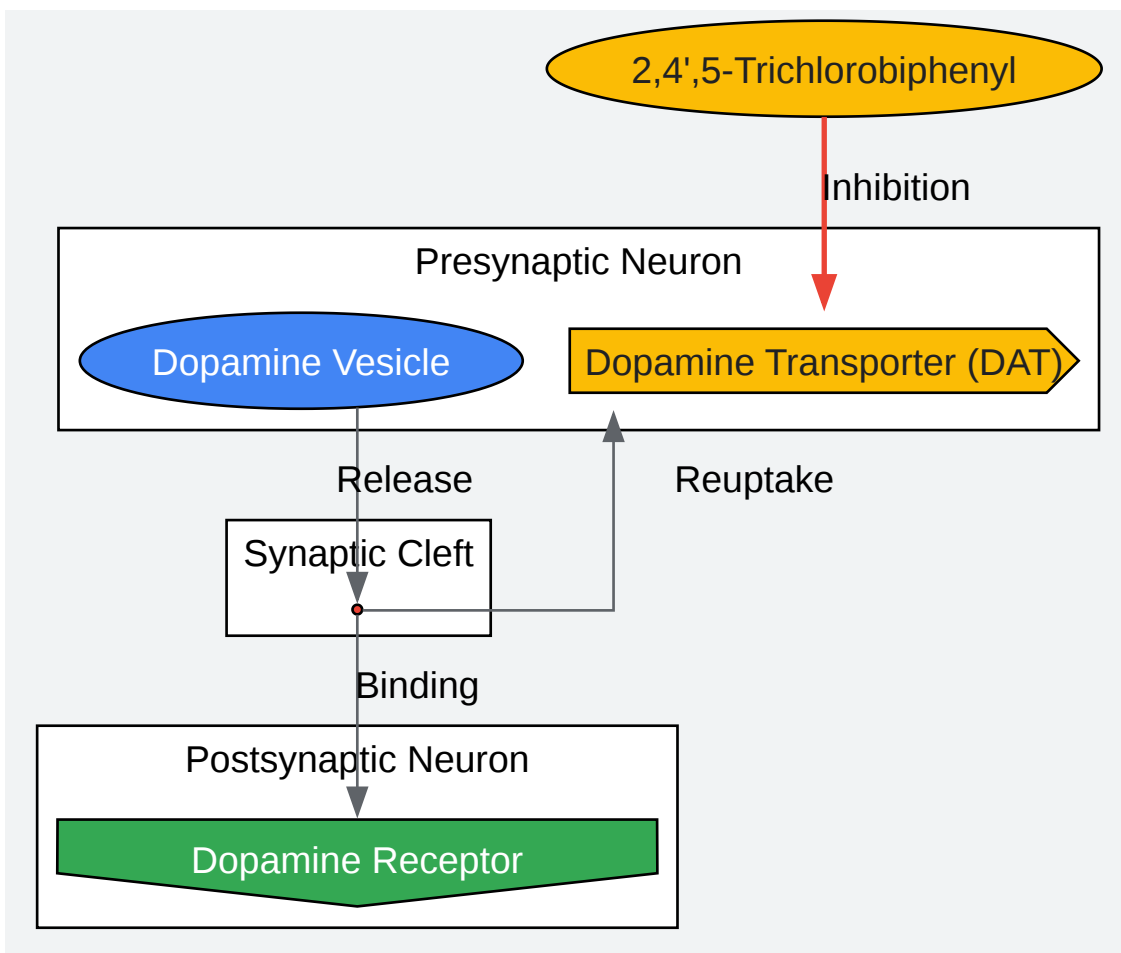 2,4',5-Trichlorobiphenyl
Inhibition
Presynaptic Neuron
Dopamine Vesicle
Dopamine Transporter (DAT)
Release
Reuptake
Synaptic Cleft
Binding
Postsynaptic Neuron
Dopamine Receptor